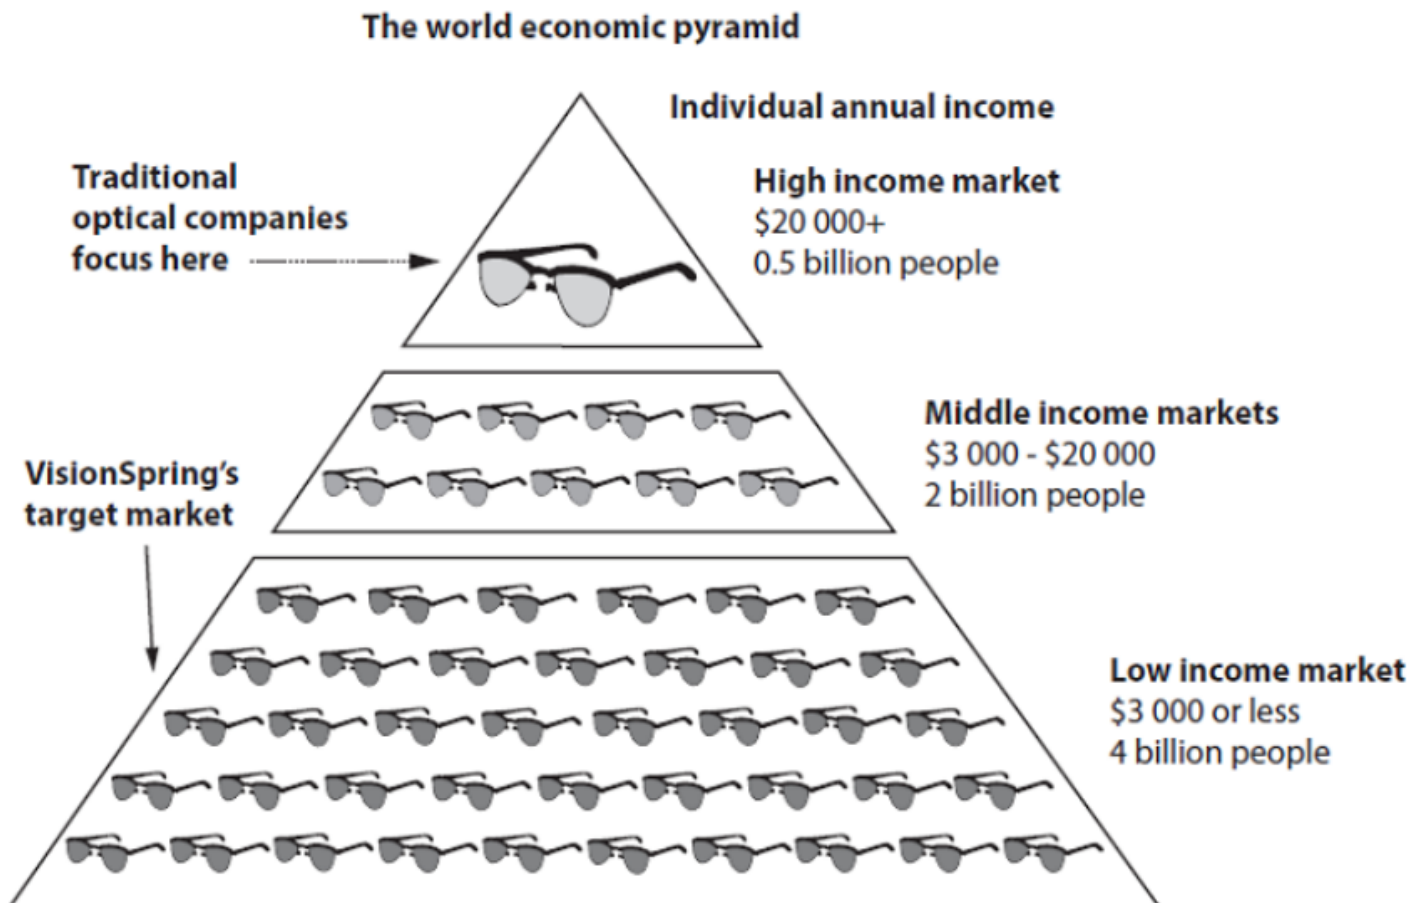 The world economic pyramid
Individual annual income
Traditional
optical companies
focus here
High income market
$20 000+
0.5 billion people
Middle income markets
$3 000 - $20 000
2 billion people
VisionSpring’s
target market
Low income market
$3 000 or less
4 billion people